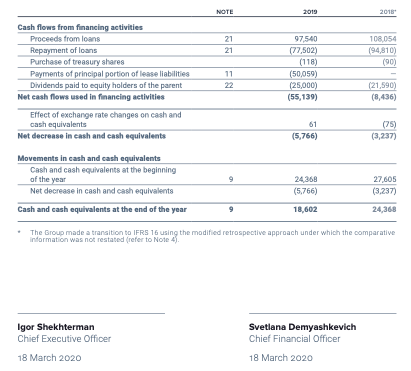 NOTE 2019 2018*
Cash flows from financing activities
Proceeds from loans 21 97,540 108,054
Repayment of loans 21 (77,502) (94,810)
Purchase of treasury shares (118) (90)
Payments of principal portion of lease liabilities 11 (50,059) –
Dividends paid to equity holders of the parent 22 (25,000) (21,590)
Net cash flows used in financing activities (55,139) (8,436)
Effect of exchange rate changes on cash and
cash equivalents 61 (75)
Net decrease in cash and cash equivalents (5,766) (3,237)
Movements in cash and cash equivalents
Cash and cash equivalents at the beginning
of the year 9 24,368 27,605
Net decrease in cash and cash equivalents (5,766) (3,237)
Cash and cash equivalents at the end of the year 9 18,602 24,368
* The Group made a transition to IFRS 16 using the modified retrospective approach under which the comparative
information was not restated (refer to Note 4).
Igor Shekhterman Svetlana Demyashkevich
Chief Executive Officer Chief Financial Officer
18 March 2020 18 March 2020